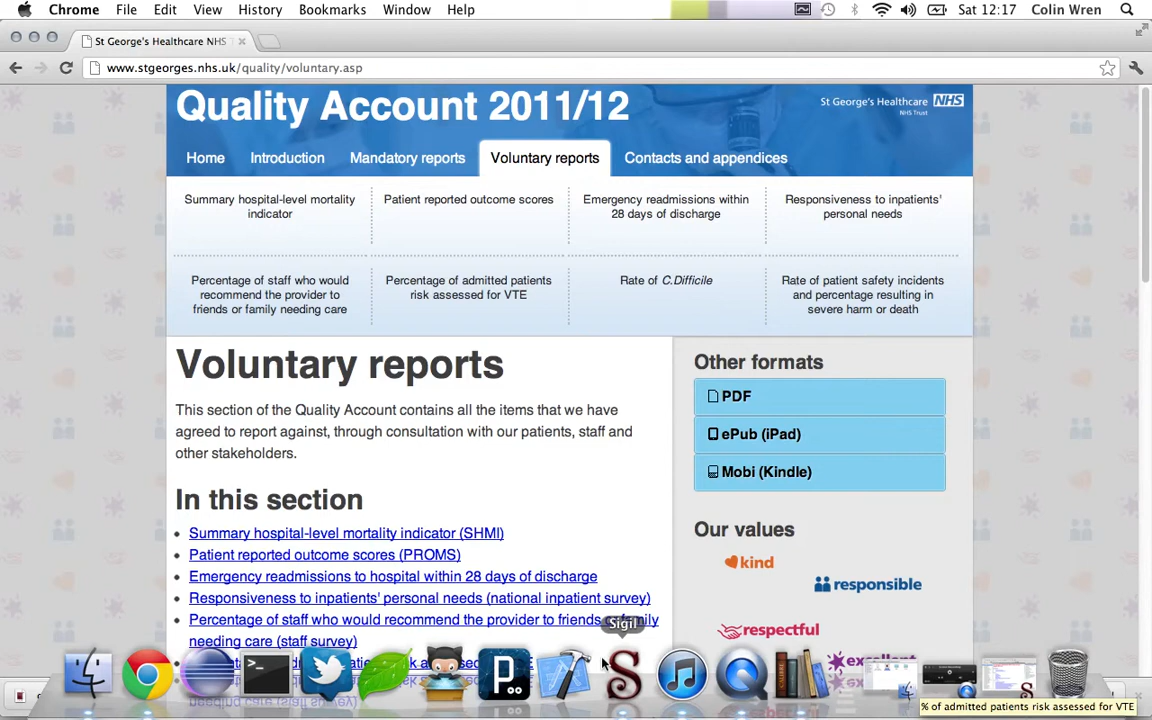 Chrome File Edit View History Bookmarks Window Help Sat 12:17 Colin Wren
St George's Healthcare NHS T
www.stgeorges.nhs.uk/quality/voluntary.asp
Quality Account 2011/12
St George's Healthcare NHS
NHS Trust
Home Introduction Mandatory reports Voluntary reports Contacts and appendices
Summary hospital-level mortality indicator
Patient reported outcome scores
Emergency readmissions within 28 days of discharge
Responsiveness to inpatients' personal needs
Percentage of staff who would recommend the provider to friends or family needing care
Percentage of admitted patients risk assessed for VTE
Rate of C.Difficile
Rate of patient safety incidents and percentage resulting in severe harm or death
Voluntary reports
This section of the Quality Account contains all the items that we have
agreed to report against, through consultation with our patients, staff and
other stakeholders.
In this section
Summary hospital-level mortality indicator (SHMI)
Patient reported outcome scores (PROMS)
Emergency readmissions to hospital within 28 days of discharge
Responsiveness to inpatients' personal needs (national inpatient survey)
Percentage of staff who would recommend the provider to friends or family
needing care (staff survey)
Other formats
PDF
ePub (iPad)
Mobi (Kindle)
Our values
kind
responsible
respectful
excellent
Sigil
% of admitted patients risk assessed for VTE